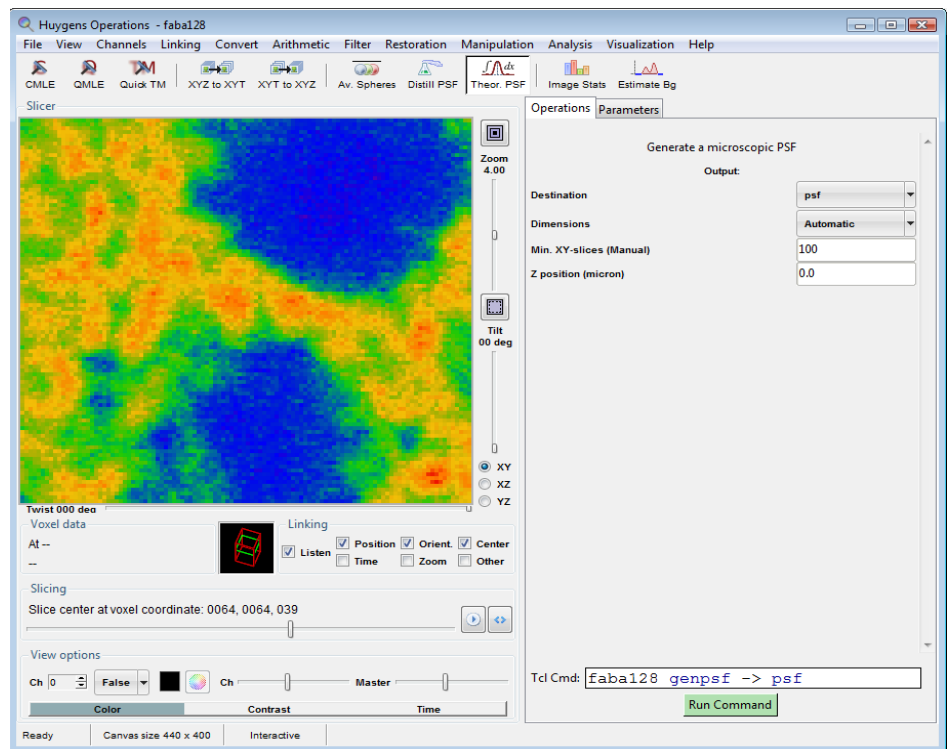 Huygens Operations - faba128
File View Channels Linking Convert Arithmetic Filter Restoration Manipulation Analysis Visualization Help
∫∫∫ dx
CMLE QMLE Quick TM XYZ to XYT XYT to XYZ Av. Spheres Distill PSF Theor. PSF Image Stats Estimate Bg
Slicer
Zoom
4.00
Tilt
00 deg
XY
XZ
YZ
Twist 000 deg
Voxel data
At --
--
Linking
Listen Position Orient. Center
Time Zoom Other
Slicing
Slice center at voxel coordinate: 0064, 0064, 039
View options
Ch 0 False Ch Master
Color Contrast Time
Ready Canvas size 440 x 400 Interactive
Operations Parameters
Generate a microscopic PSF
Output:
Destination psf
Dimensions Automatic
Min. XY-slices (Manual) 100
Z position (micron) 0.0
Tcl Cmd: faba128 genpsf -> psf
Run Command